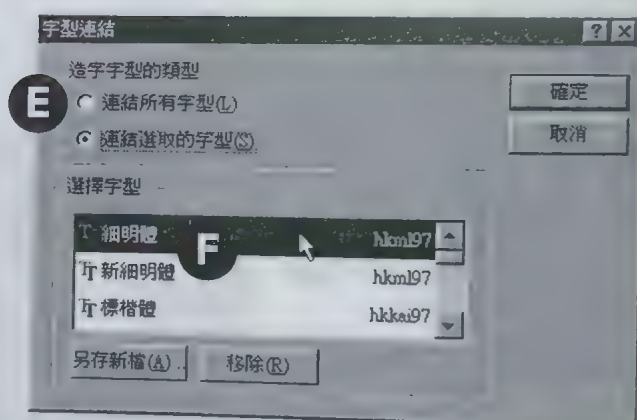 字型連結 ? ×
造字字型的類型
E 連結所有字型(L)
連結選取的字型(S)
確定
取消
選擇字型
細明體 hkml97
F
新細明體 hkml97
標楷體 hkkai97
另存新檔(A)... 移除(R)